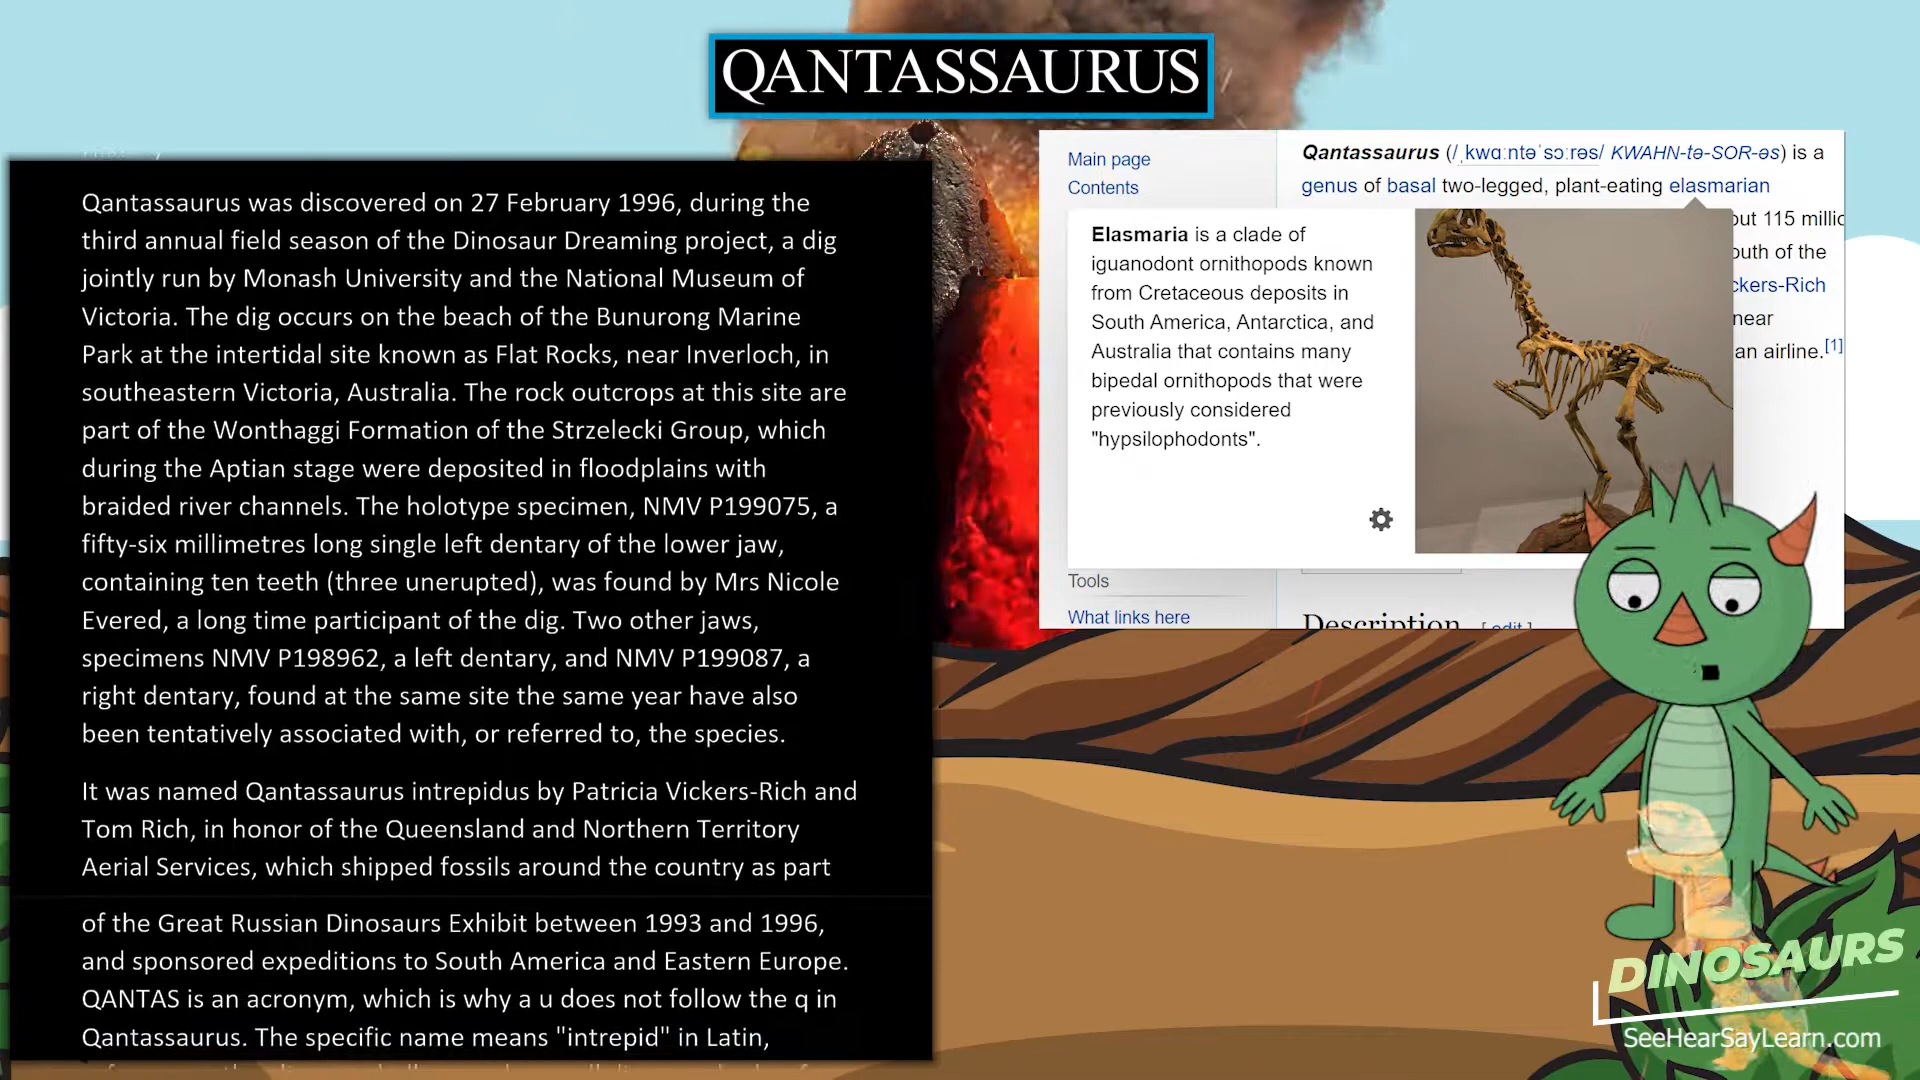 QANTASSAURUS
Qantassaurus was discovered on 27 February 1996, during the
third annual field season of the Dinosaur Dreaming project, a dig
jointly run by Monash University and the National Museum of
Victoria. The dig occurs on the beach of the Bunurong Marine
Park at the intertidal site known as Flat Rocks, near Inverloch, in
southeastern Victoria, Australia. The rock outcrops at this site are
part of the Wonthaggi Formation of the Strzelecki Group, which
during the Aptian stage were deposited in floodplains with
braided river channels. The holotype specimen, NMV P199075, a
fifty-six millimetres long single left dentary of the lower jaw,
containing ten teeth (three unerupted), was found by Mrs Nicole
Evered, a long time participant of the dig. Two other jaws,
specimens NMV P198962, a left dentary, and NMV P199087, a
right dentary, found at the same site the same year have also
been tentatively associated with, or referred to, the species.
It was named Qantassaurus intrepidus by Patricia Vickers-Rich and
Tom Rich, in honor of the Queensland and Northern Territory
Aerial Services, which shipped fossils around the country as part
of the Great Russian Dinosaurs Exhibit between 1993 and 1996,
and sponsored expeditions to South America and Eastern Europe.
QANTAS is an acronym, which is why a u does not follow the q in
Qantassaurus. The specific name means "intrepid" in Latin,
Main page
Contents
Qantassaurus (/ˌkwɑːntəˈsɔːrəs/ KWAHN-tə-SOR-əs) is a
genus of basal two-legged, plant-eating elasmarian
out 115 millio
outh of the
ckers-Rich
near
an airline.[1]
Elasmaria is a clade of
iguanodont ornithopods known
from Cretaceous deposits in
South America, Antarctica, and
Australia that contains many
bipedal ornithopods that were
previously considered
"hypsilophodonts".
Tools
What links here
Description [ edit ]
DINOSAURS
SeeHearSayLearn.com